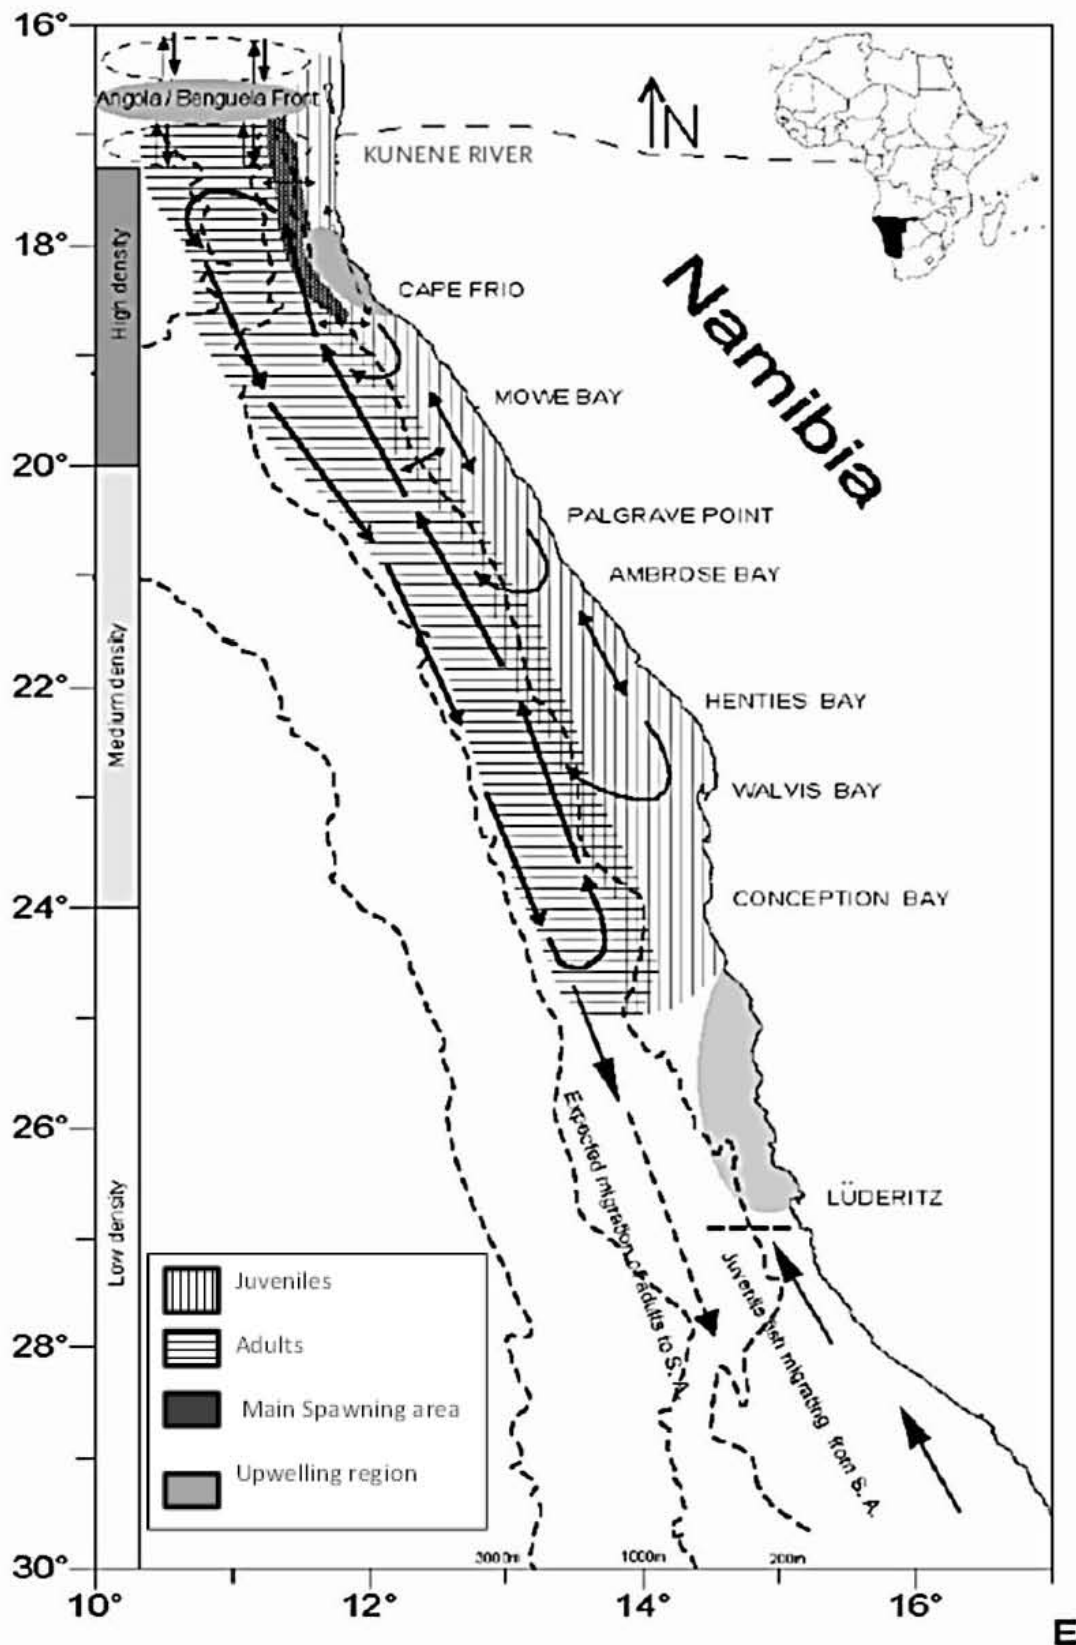 16°
Angola / Benguela Front
N
KUNENE RIVER
18°
High density
CAPE FRIO
Namibia
MOWE BAY
20°
PALGRAVE POINT
AMBROSE BAY
Medium density
22°
HENTIES BAY
WALVIS BAY
24°
CONCEPTION BAY
26°
Expected migration of adults to S. A.
LÜDERITZ
Low density
Juvenile fish migrating from S. A.
Juveniles
Adults
Main Spawning area
Upwelling region
28°
3000m
1000m
200m
30°
10°
12°
14°
16°
E